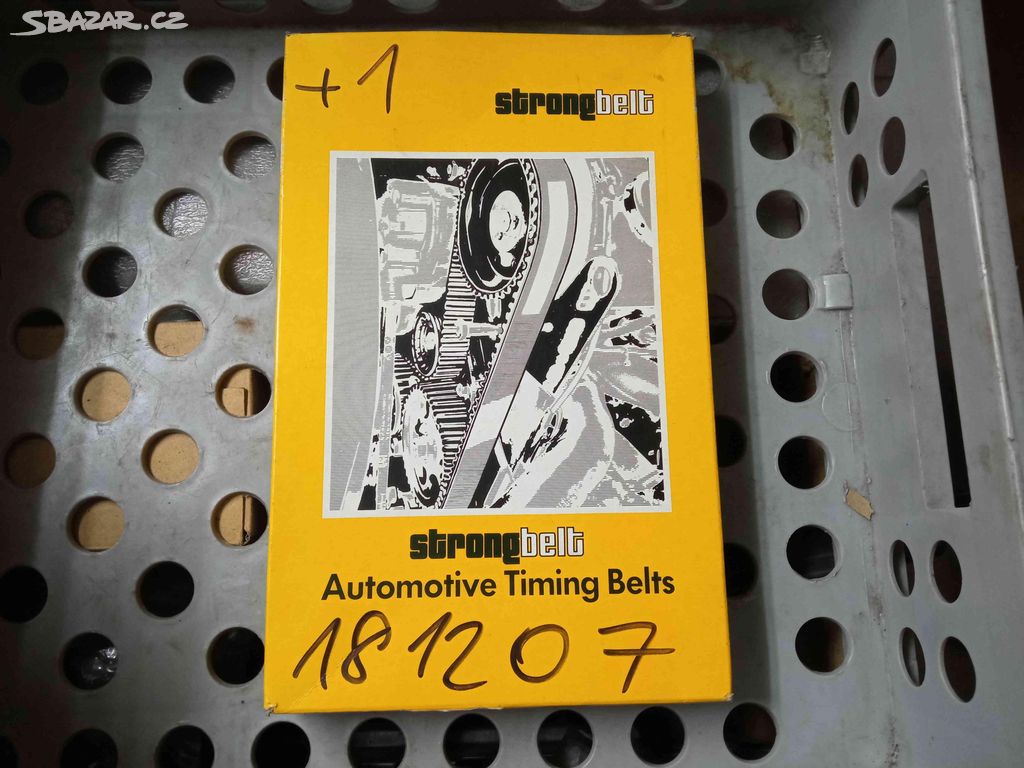 SBAZAR.CZ
+1
strongbelt
strongbelt
Automotive Timing Belts
181207